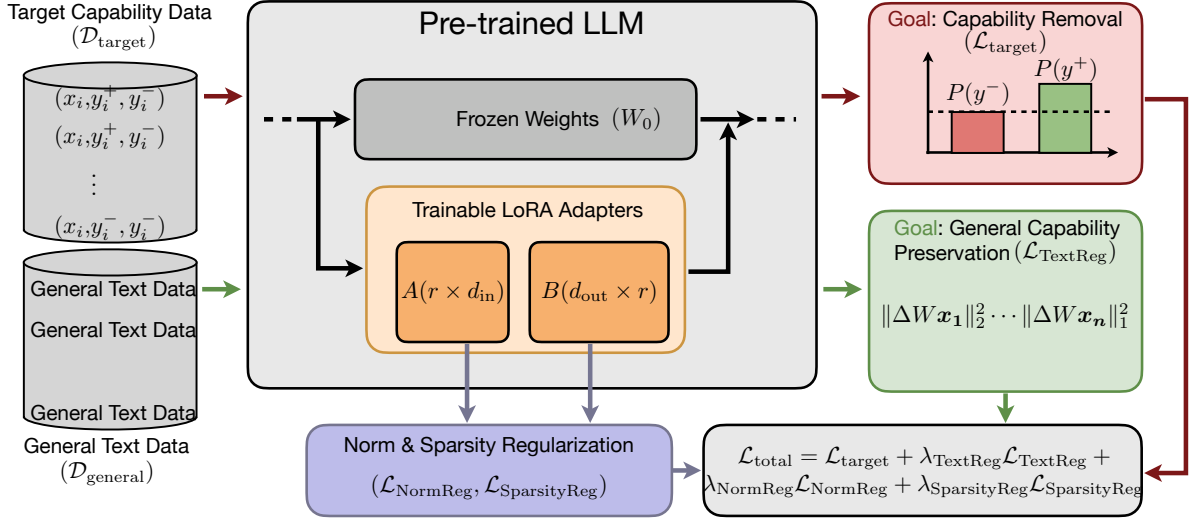 Target Capability Data
(𝒟_target)
(x_i,y_i^+, y_i^-)
(x_i,y_i^+, y_i^-)
⋮
(x_i,y_i^-, y_i^-)
General Text Data
General Text Data
General Text Data
General Text Data
(𝒟_general)
Pre-trained LLM
Frozen Weights (W_0)
Trainable LoRA Adapters
A(r × d_in)
B(d_out × r)
Norm & Sparsity Regularization
(ℒ_NormReg, ℒ_SparsityReg)
Goal: Capability Removal
(ℒ_target)
P(y^+)
P(y^-)
Goal: General Capability
Preservation (ℒ_TextReg)
‖ΔWx_1‖_2^2 ⋯ ‖ΔWx_n‖_1^2
ℒ_total = ℒ_target + λ_TextReg ℒ_TextReg +
λ_NormReg ℒ_NormReg + λ_SparsityReg ℒ_SparsityReg